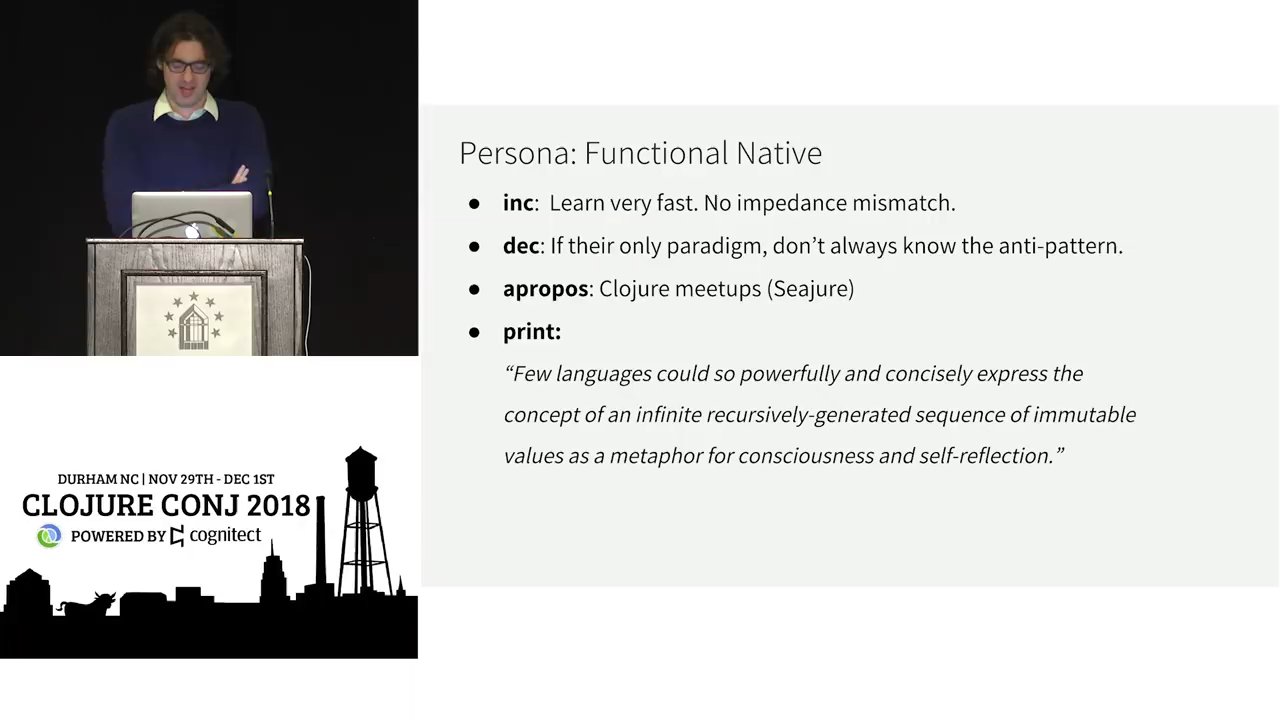 Persona: Functional Native
● inc:  Learn very fast. No impedance mismatch.
● dec: If their only paradigm, don’t always know the anti-pattern.
● apropos: Clojure meetups (Seajure)
● print:
“Few languages could so powerfully and concisely express the
concept of an infinite recursively-generated sequence of immutable
values as a metaphor for consciousness and self-reflection.”
DURHAM NC | NOV 29TH - DEC 1ST
CLOJURE CONJ 2018
POWERED BY cognitect